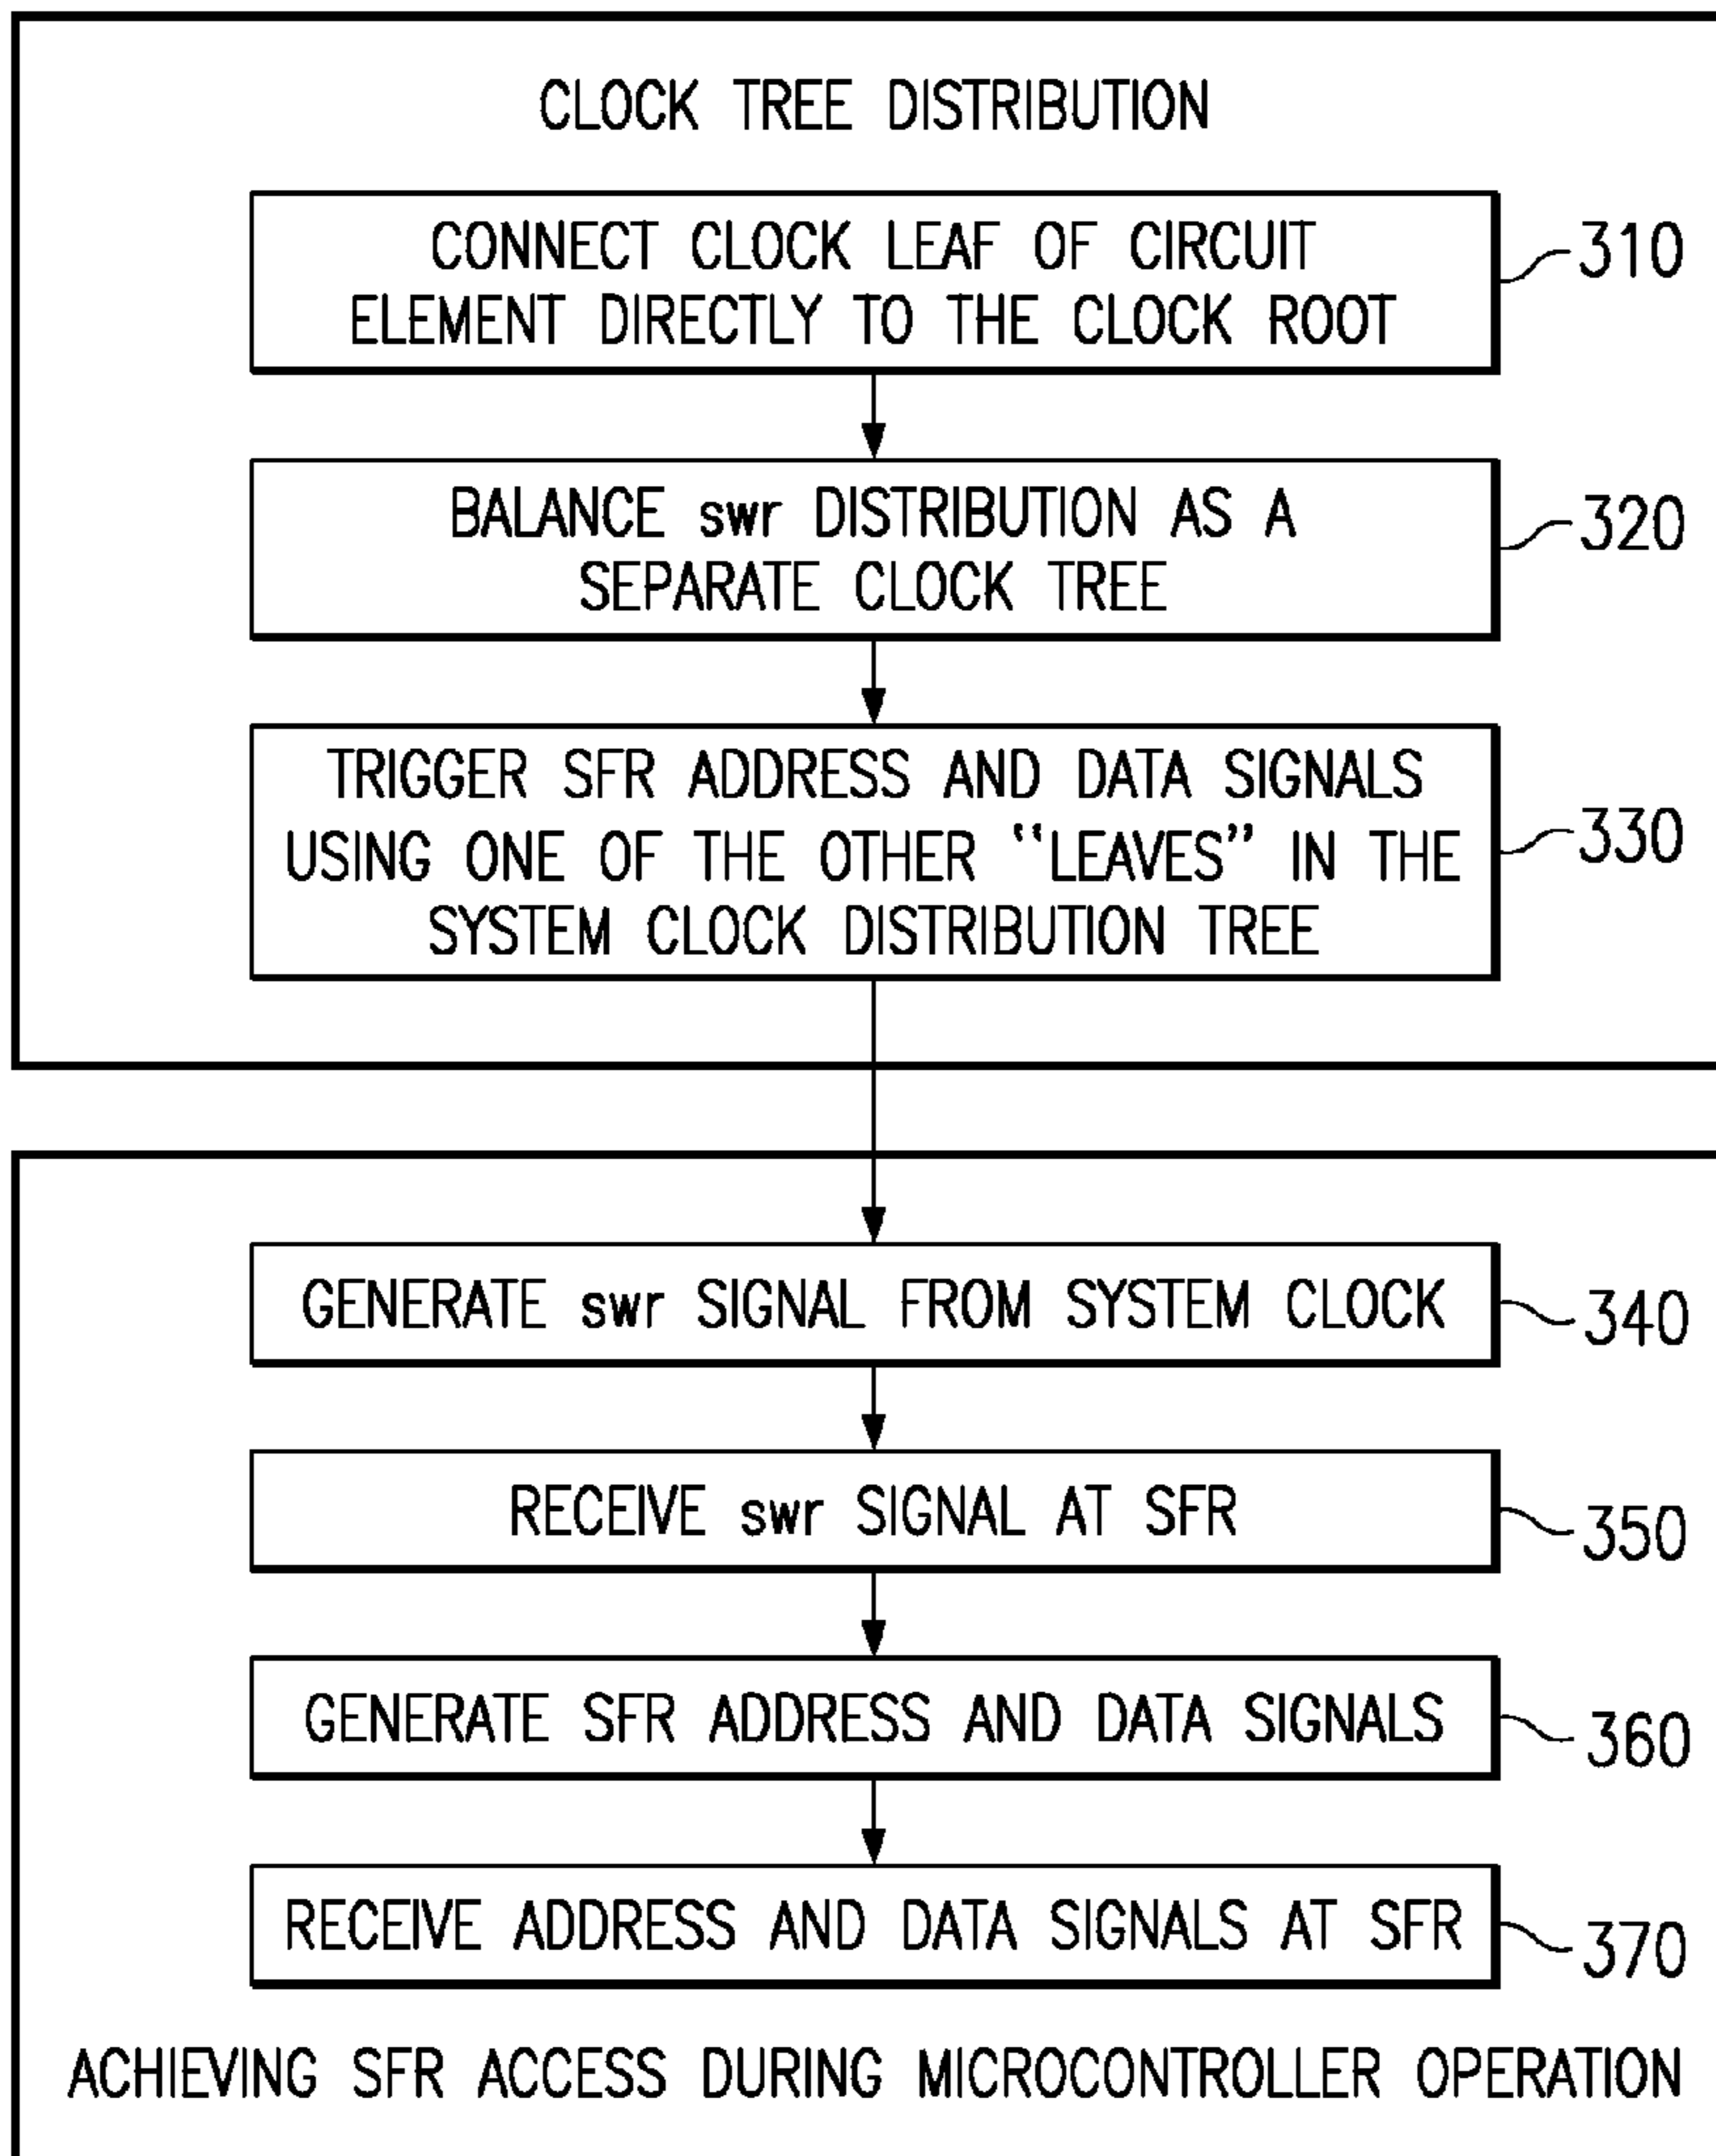 CLOCK TREE DISTRIBUTION
CONNECT CLOCK LEAF OF CIRCUIT
ELEMENT DIRECTLY TO THE CLOCK ROOT
310
BALANCE swr DISTRIBUTION AS A
SEPARATE CLOCK TREE
320
TRIGGER SFR ADDRESS AND DATA SIGNALS
USING ONE OF THE OTHER “LEAVES” IN THE
SYSTEM CLOCK DISTRIBUTION TREE
330
GENERATE swr SIGNAL FROM SYSTEM CLOCK
340
RECEIVE swr SIGNAL AT SFR
350
GENERATE SFR ADDRESS AND DATA SIGNALS
360
RECEIVE ADDRESS AND DATA SIGNALS AT SFR
370
ACHIEVING SFR ACCESS DURING MICROCONTROLLER OPERATION